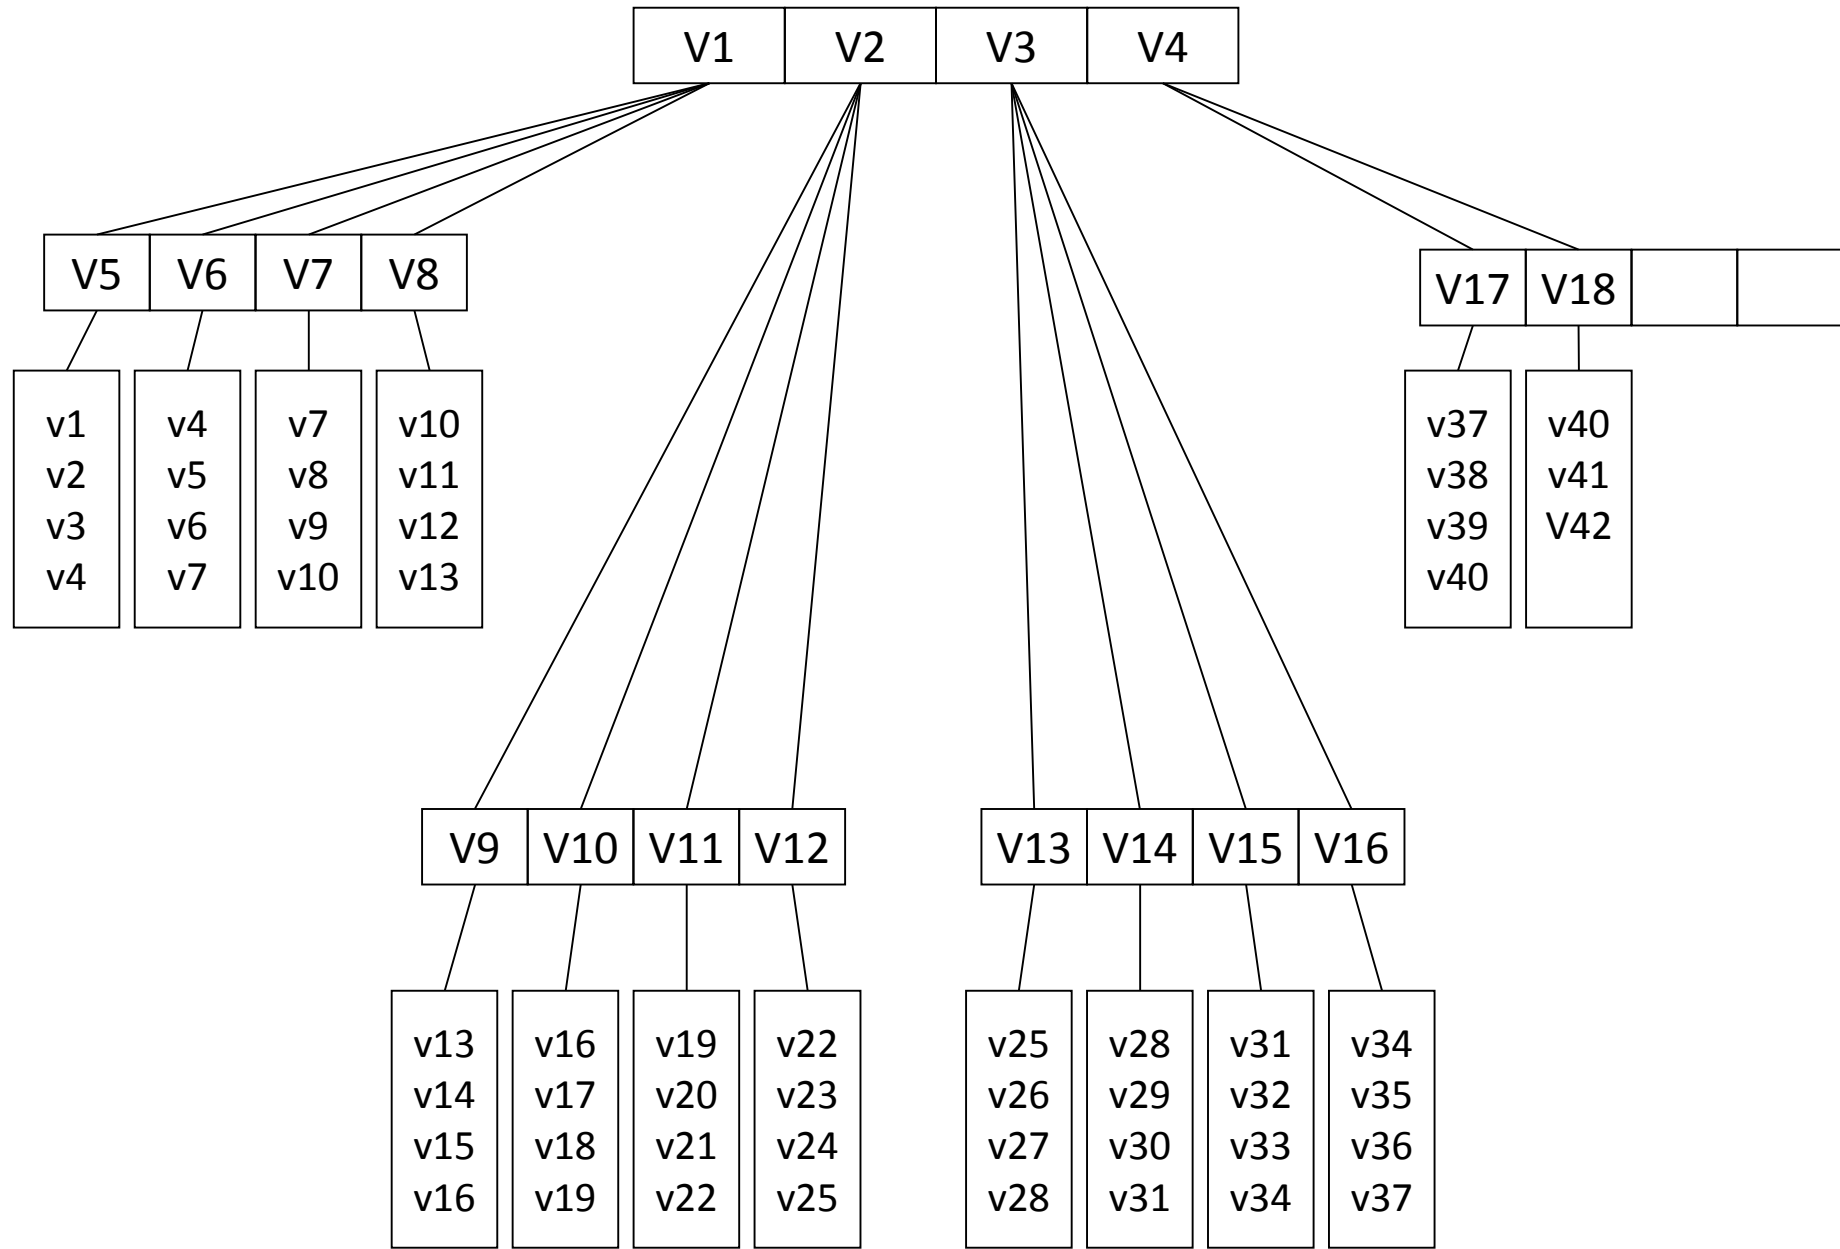 V1 V2 V3 V4
V5 V6 V7 V8
V17 V18
v1 v4 v7 v10
v2 v5 v8 v11
v3 v6 v9 v12
v4 v7 v10 v13
v37 v40
v38 v41
v39 V42
v40
V9 V10 V11 V12
V13 V14 V15 V16
v13 v16 v19 v22
v14 v17 v20 v23
v15 v18 v21 v24
v16 v19 v22 v25
v25 v28 v31 v34
v26 v29 v32 v35
v27 v30 v33 v36
v28 v31 v34 v37